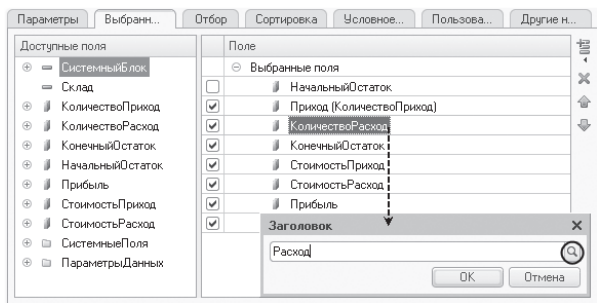 Параметры
Выбранн...
Отбор
Сортировка
Условное...
Пользова...
Другие н...
Доступные поля
СистемныйБлок
Склад
КоличествоПриход
КоличествоРасход
КонечныйОстаток
НачальныйОстаток
Прибыль
СтоимостьПриход
СтоимостьРасход
СистемныеПоля
ПараметрыДанных
Поле
Выбранные поля
НачальныйОстаток
Приход (КоличествоПриход)
КоличествоРасход
КонечныйОстаток
СтоимостьПриход
СтоимостьРасход
Прибыль
Заголовок
Расход
ОК
Отмена